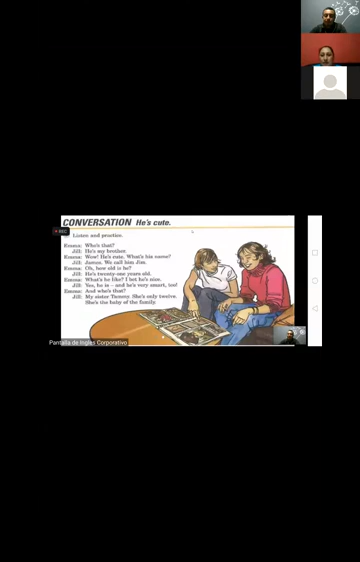 CONVERSATION He's cute.
REC
Listen and practice.
Emma: Who's that?
Jill: He's my brother.
Emma: Wow! He's cute. What's his name?
Jill: James. We call him Jim.
Emma: Oh, how old is he?
Jill: He's twenty-one years old.
Emma: What's he like? I bet he's nice.
Jill: Yes, he is – and he's very smart, too!
Emma: And who's that?
Jill: My sister Tammy. She's only twelve.
She's the baby of the family.
Pantalla de Ingles Corporativo